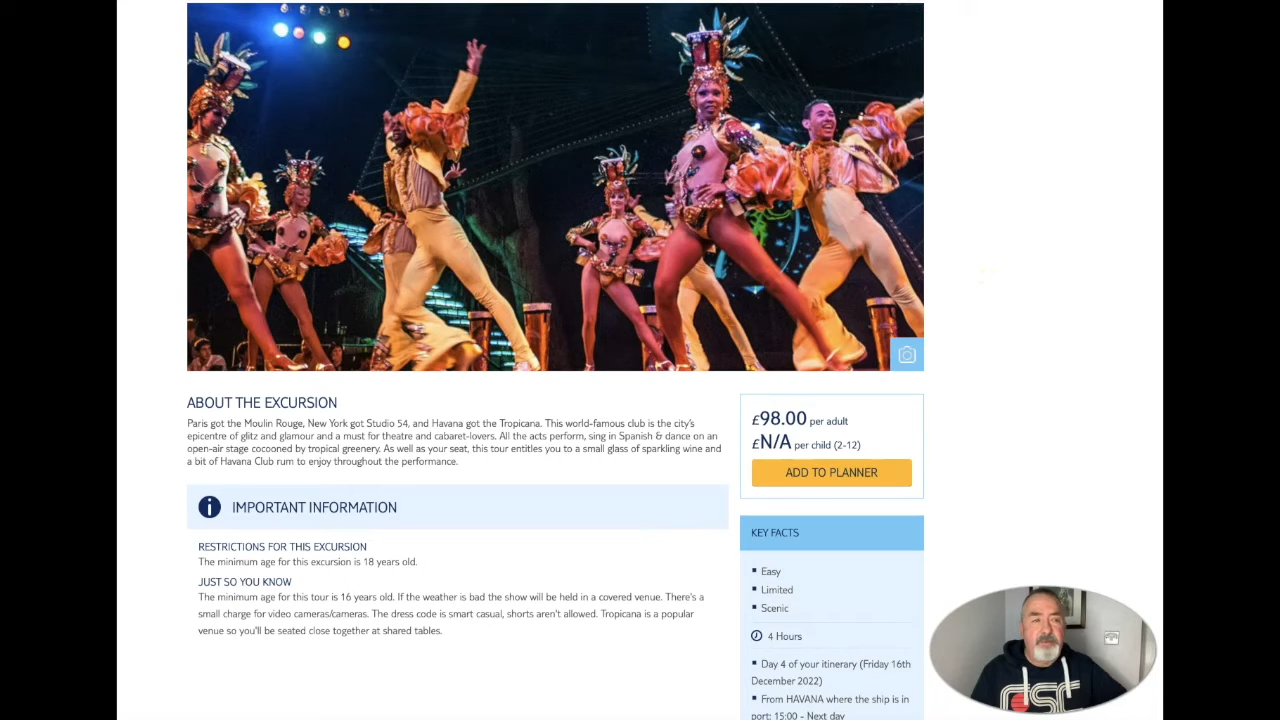 ABOUT THE EXCURSION
Paris got the Moulin Rouge, New York got Studio 54, and Havana got the Tropicana. This world-famous club is the city's
epicentre of glitz and glamour and a must for theatre and cabaret-lovers. All the acts perform, sing in Spanish & dance on an
open-air stage cocooned by tropical greenery. As well as your seat, this tour entitles you to a small glass of sparkling wine and
a bit of Havana Club rum to enjoy throughout the performance.
IMPORTANT INFORMATION
RESTRICTIONS FOR THIS EXCURSION
The minimum age for this excursion is 18 years old.
JUST SO YOU KNOW
The minimum age for this tour is 16 years old. If the weather is bad the show will be held in a covered venue. There's a
small charge for video cameras/cameras. The dress code is smart casual, shorts aren't allowed. Tropicana is a popular
venue so you'll be seated close together at shared tables.
£98.00 per adult
£N/A per child (2-12)
ADD TO PLANNER
KEY FACTS
Easy
Limited
Scenic
4 Hours
Day 4 of your itinerary (Friday 16th
December 2022)
From HAVANA where the ship is in
port: 15:00 - Next day